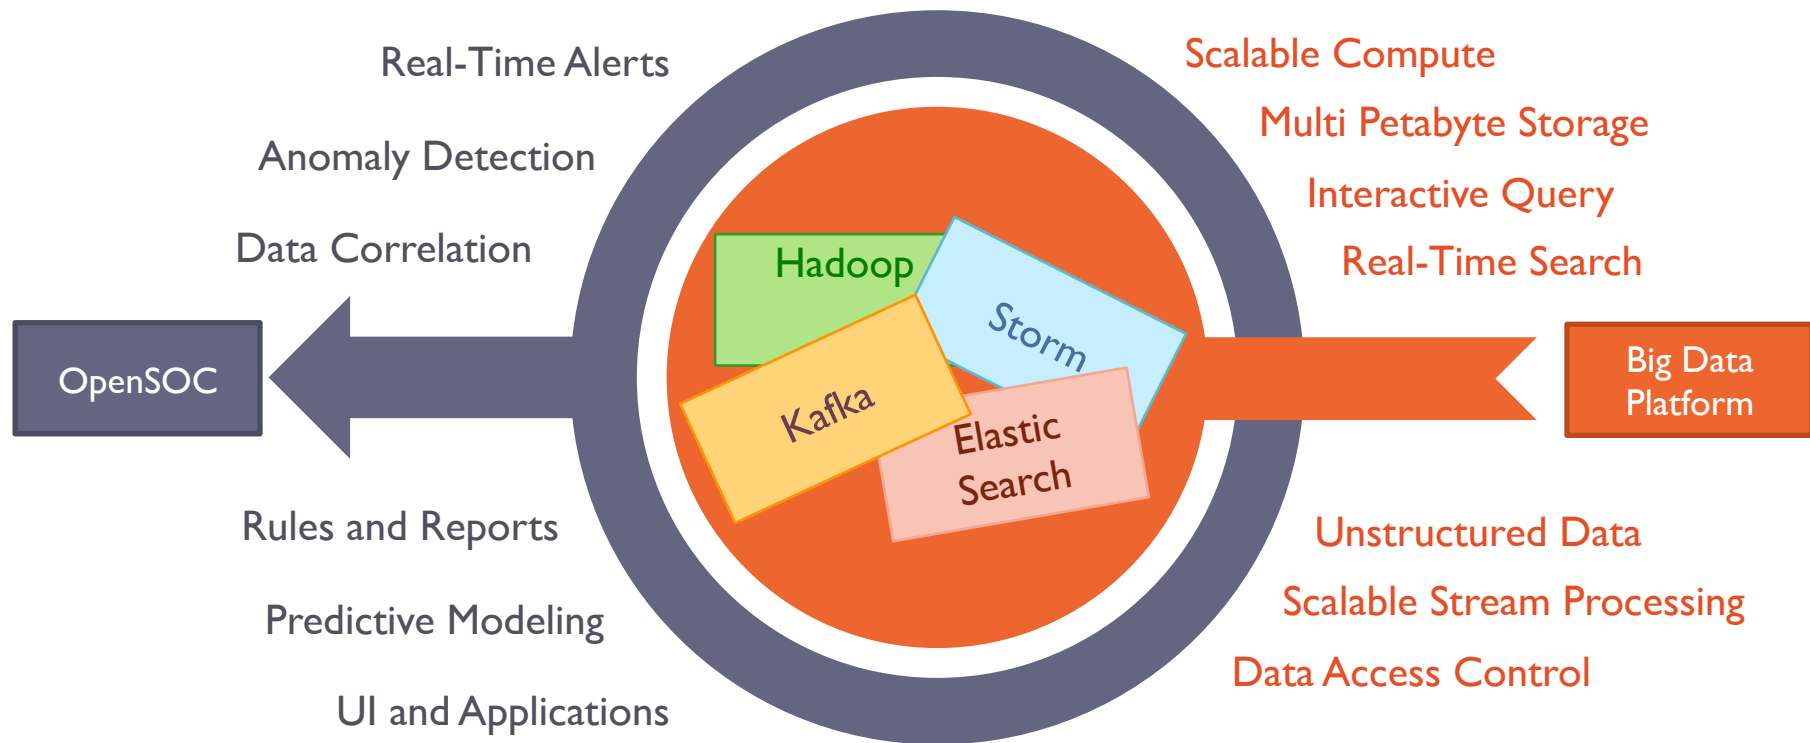 Real-Time Alerts
Anomaly Detection
Data Correlation
OpenSOC
Rules and Reports
Predictive Modeling
UI and Applications
Hadoop
Storm
Kafka
Elastic
Search
Scalable Compute
Multi Petabyte Storage
Interactive Query
Real-Time Search
Big Data
Platform
Unstructured Data
Scalable Stream Processing
Data Access Control